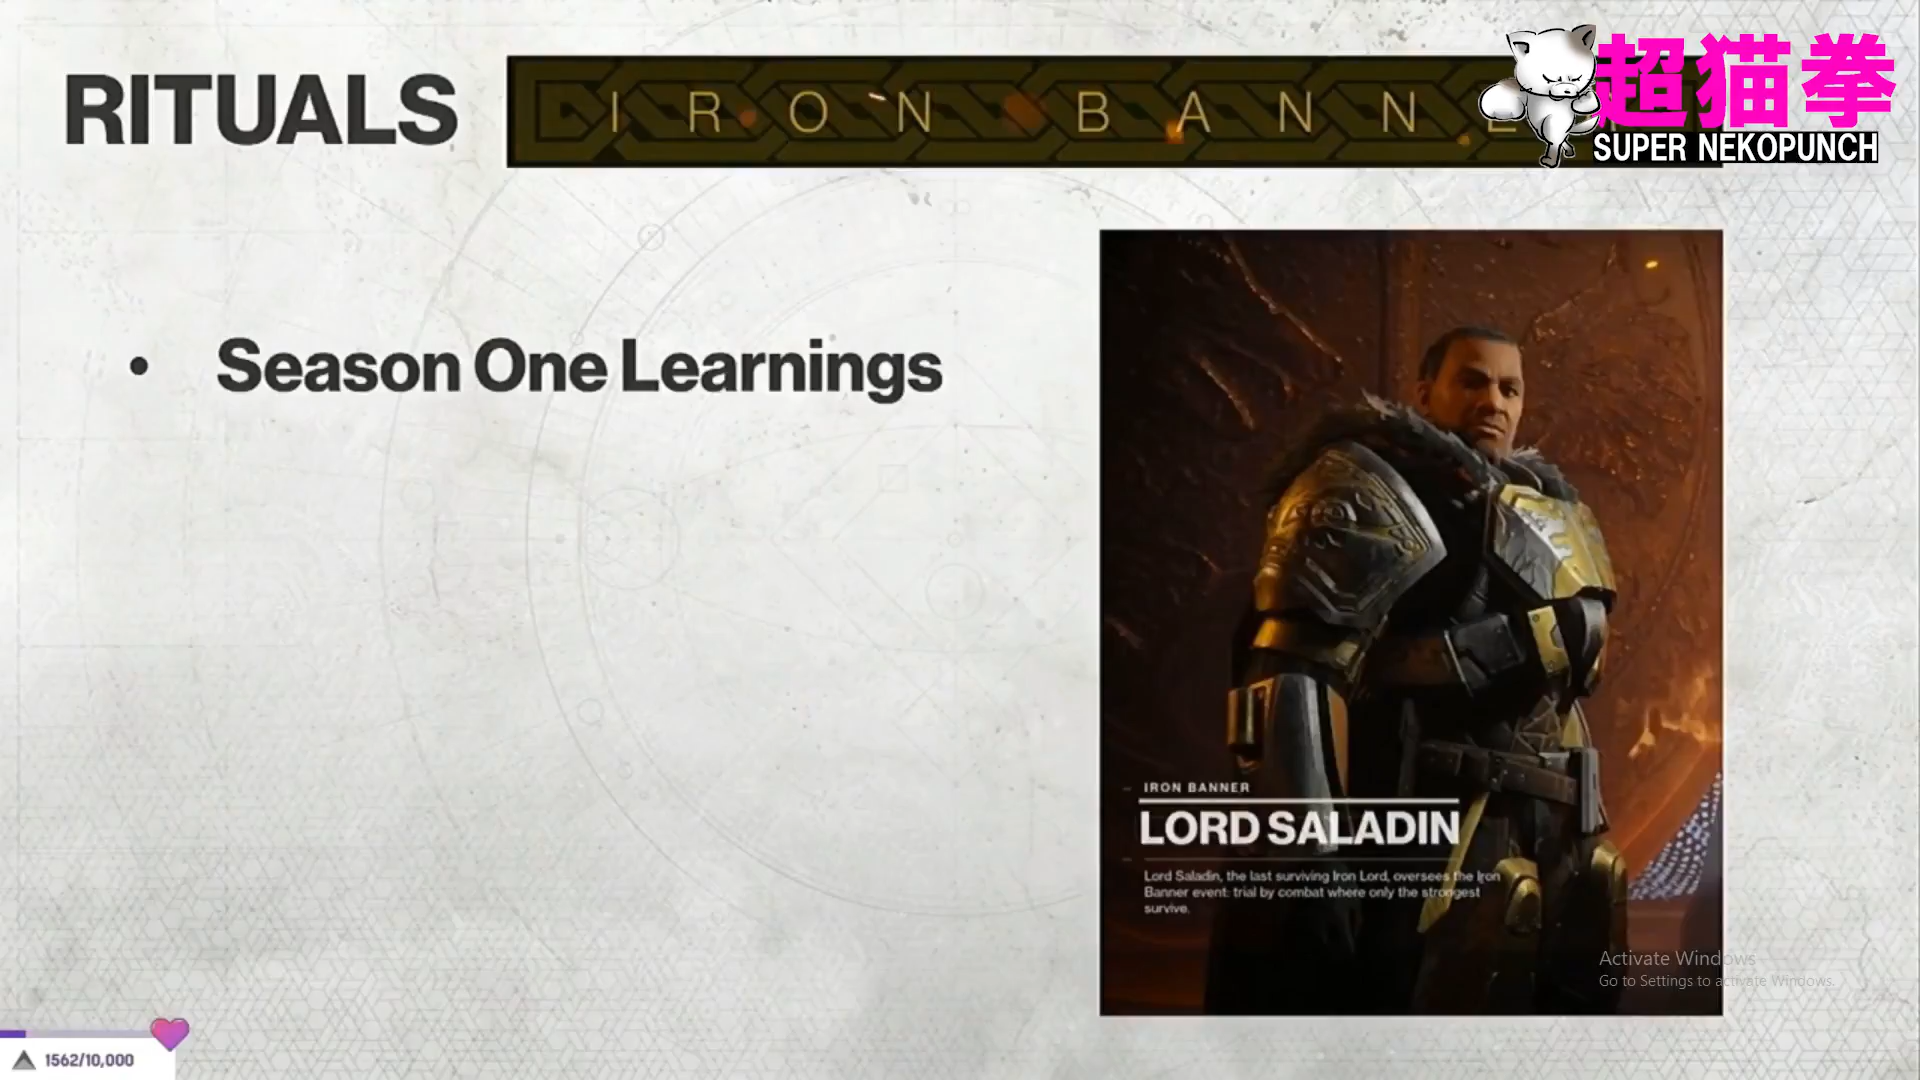 RITUALS
IRON BANNE
超猫拳
SUPER NEKOPUNCH
• Season One Learnings
IRON BANNER
LORD SALADIN
Lord Saladin, the last surviving Iron Lord, oversees the Iron
Banner event: trial by combat where only the strongest
survive.
Activate Windows
Go to Settings to activate Windows.
1562/10,000